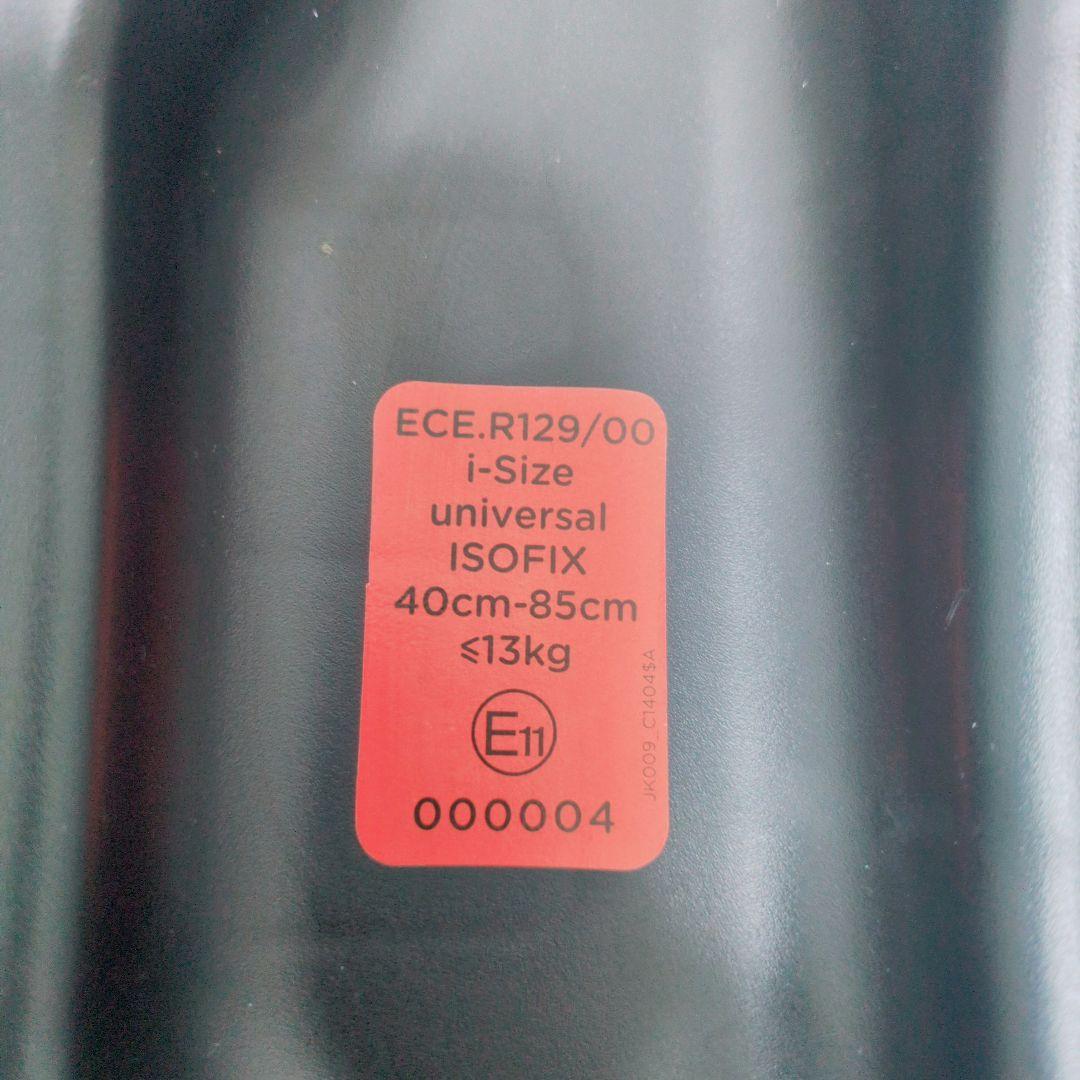 ECE.R129/00
i-Size
universal
ISOFIX
40cm-85cm
≤13kg
E11
000004
JK009_C1404$A